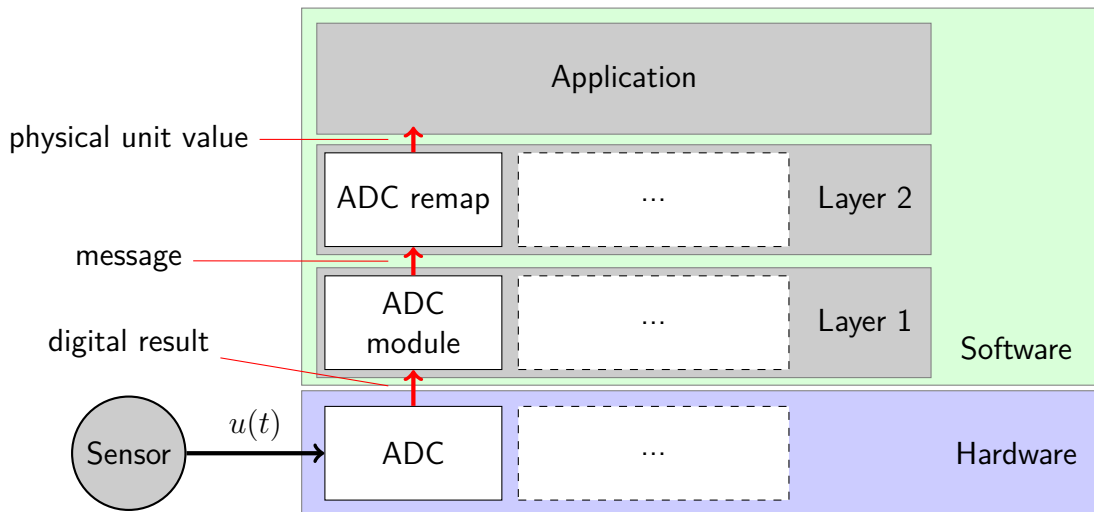 Application
physical unit value
ADC remap
...
Layer 2
message
ADC
module
...
Layer 1
digital result
Software
Sensor
u(t)
ADC
...
Hardware